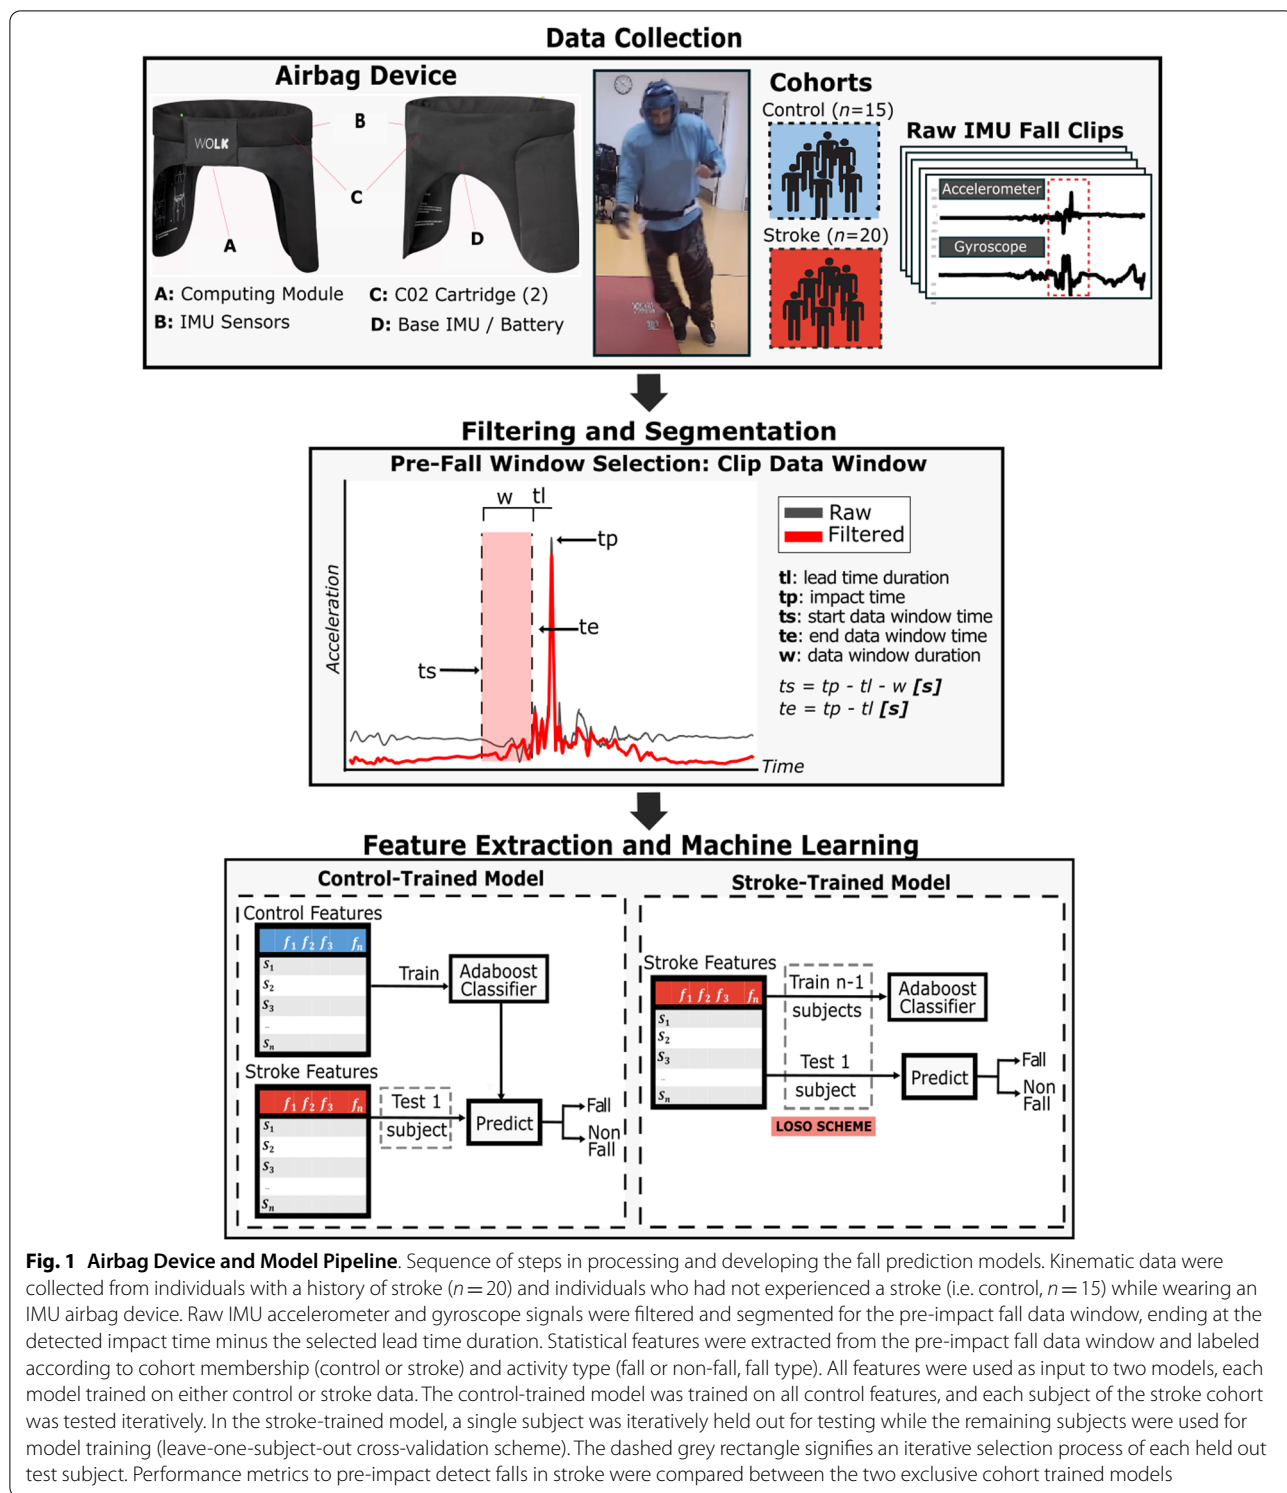 Data Collection
Airbag Device
WOLK
B
C
A
D
A: Computing Module
B: IMU Sensors
C: C02 Cartridge (2)
D: Base IMU / Battery
Cohorts
Control (n=15)
Stroke (n=20)
Raw IMU Fall Clips
Accelerometer
Gyroscope
Filtering and Segmentation
Pre-Fall Window Selection: Clip Data Window
w
tl
tp
te
ts
Acceleration
Time
Raw
Filtered
tl: lead time duration
tp: impact time
ts: start data window time
te: end data window time
w: data window duration
ts = tp - tl - w [s]
te = tp - tl [s]
Feature Extraction and Machine Learning
Control-Trained Model
Control Features
f1 f2 f3 fn
S1
S2
S3
..
Sn
Train
Adaboost
Classifier
Stroke Features
f1 f2 f3 fn
S1
S2
S3
..
Sn
Test 1
subject
Predict
Fall
Non
Fall
Stroke-Trained Model
Stroke Features
f1 f2 f3 fn
S1
S2
S3
..
Sn
Train n-1
subjects
Adaboost
Classifier
Test 1
subject
Predict
Fall
Non
Fall
LOSO SCHEME
Fig. 1 Airbag Device and Model Pipeline. Sequence of steps in processing and developing the fall prediction models. Kinematic data were
collected from individuals with a history of stroke (n = 20) and individuals who had not experienced a stroke (i.e. control, n = 15) while wearing an
IMU airbag device. Raw IMU accelerometer and gyroscope signals were filtered and segmented for the pre-impact fall data window, ending at the
detected impact time minus the selected lead time duration. Statistical features were extracted from the pre-impact fall data window and labeled
according to cohort membership (control or stroke) and activity type (fall or non-fall, fall type). All features were used as input to two models, each
model trained on either control or stroke data. The control-trained model was trained on all control features, and each subject of the stroke cohort
was tested iteratively. In the stroke-trained model, a single subject was iteratively held out for testing while the remaining subjects were used for
model training (leave-one-subject-out cross-validation scheme). The dashed grey rectangle signifies an iterative selection process of each held out
test subject. Performance metrics to pre-impact detect falls in stroke were compared between the two exclusive cohort trained models